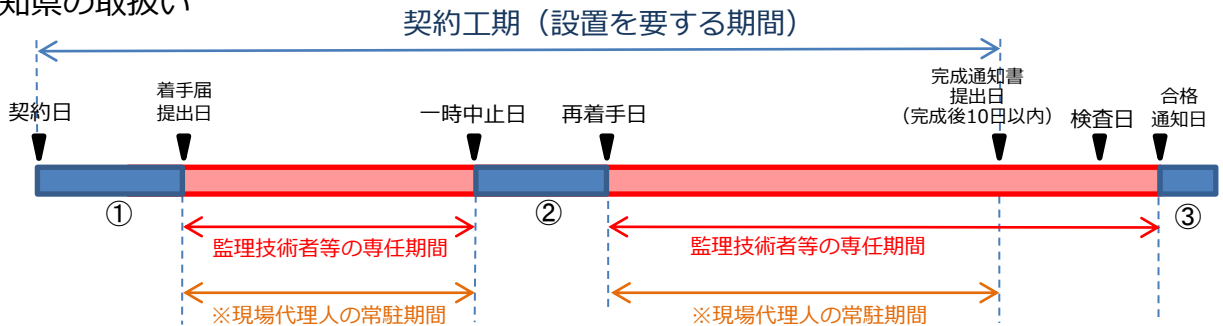 知県の取扱い
契約工期（設置を要する期間）
契約日
着手届
提出日
一時中止日
再着手日
完成通知書
提出日
（完成後10日以内）
検査日
合格
通知日
①
②
③
監理技術者等の専任期間
監理技術者等の専任期間
※現場代理人の常駐期間
※現場代理人の常駐期間